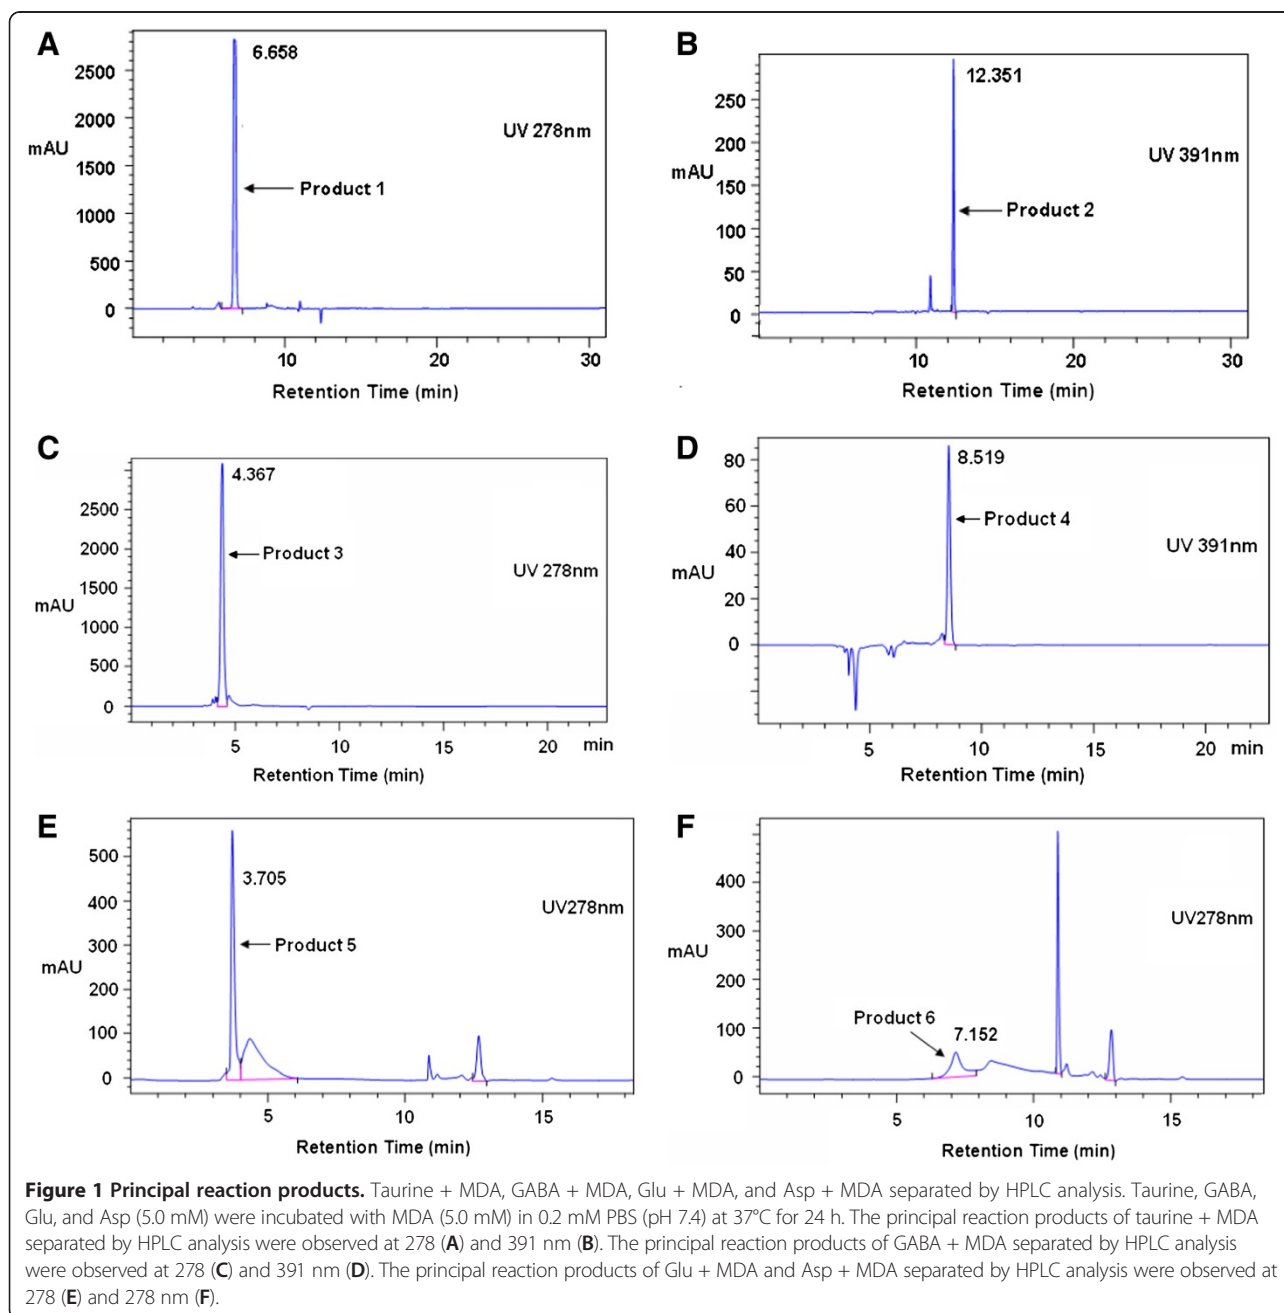 A
6.658
2500
2000
UV 278nm
mAU
1500
Product 1
1000
500
0
10 20 30
Retention Time (min)
B
12.351
250
200
UV 391nm
mAU
150
Product 2
100
50
0
10 20 30
Retention Time (min)
C
4.367
2500
2000
Product 3
UV 278nm
1500
mAU
1000
500
0
5 10 15 20 min
Retention Time (min)
D
80
8.519
60
Product 4
40
UV 391nm
mAU
20
0
5 10 15 20 min
Retention Time (min)
E
500
3.705
400
UV278nm
300
Product 5
mAU
200
100
0
5 10 15
Retention Time (min)
F
400
UV278nm
300
mAU
200
Product 6
100
7.152
0
5 10 15
Retention Time (min)
Figure 1 Principal reaction products. Taurine + MDA, GABA + MDA, Glu + MDA, and Asp + MDA separated by HPLC analysis. Taurine, GABA,
Glu, and Asp (5.0 mM) were incubated with MDA (5.0 mM) in 0.2 mM PBS (pH 7.4) at 37°C for 24 h. The principal reaction products of taurine + MDA
separated by HPLC analysis were observed at 278 (A) and 391 nm (B). The principal reaction products of GABA + MDA separated by HPLC analysis
were observed at 278 (C) and 391 nm (D). The principal reaction products of Glu + MDA and Asp + MDA separated by HPLC analysis were observed at
278 (E) and 278 nm (F).